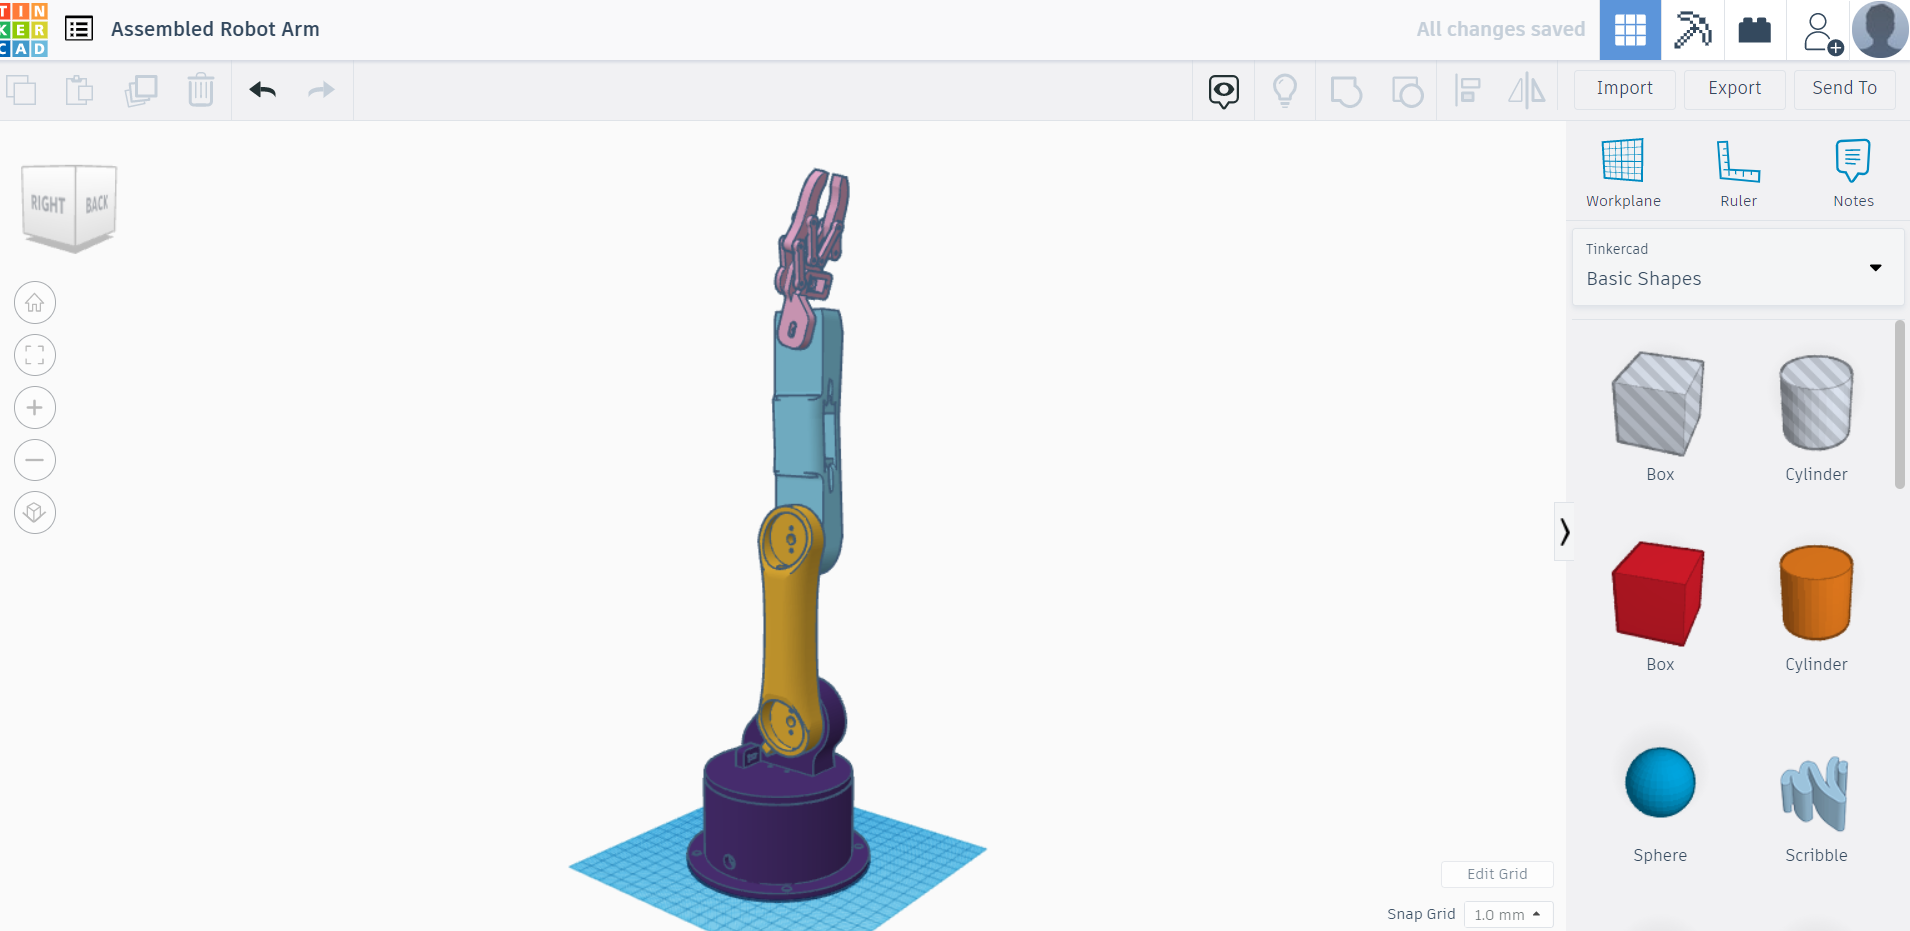 TIN
KER
CAD
Assembled Robot Arm
All changes saved
Import
Export
Send To
RIGHT
BACK
Workplane
Ruler
Notes
Tinkercad
Basic Shapes
Box
Cylinder
Box
Cylinder
Sphere
Scribble
Edit Grid
Snap Grid
1.0 mm